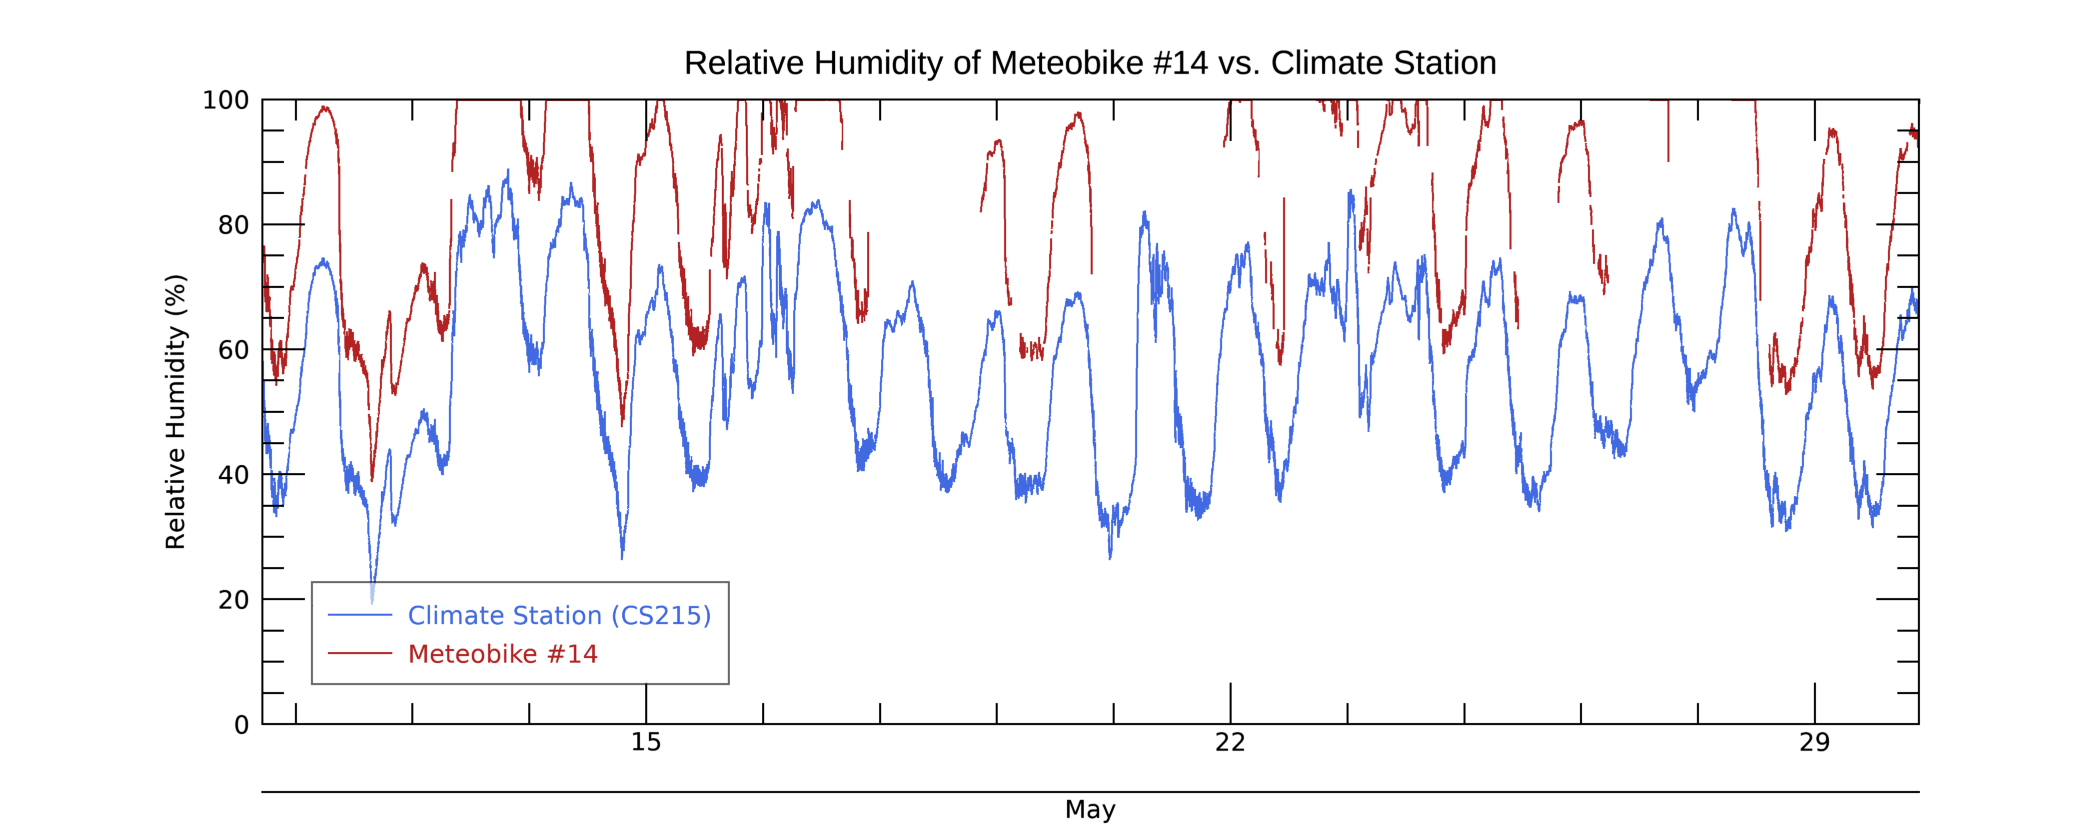 Relative Humidity of Meteobike #14 vs. Climate Station
Relative Humidity (%)
100
80
60
40
20
0
Climate Station (CS215)
Meteobike #14
15
22
29
May